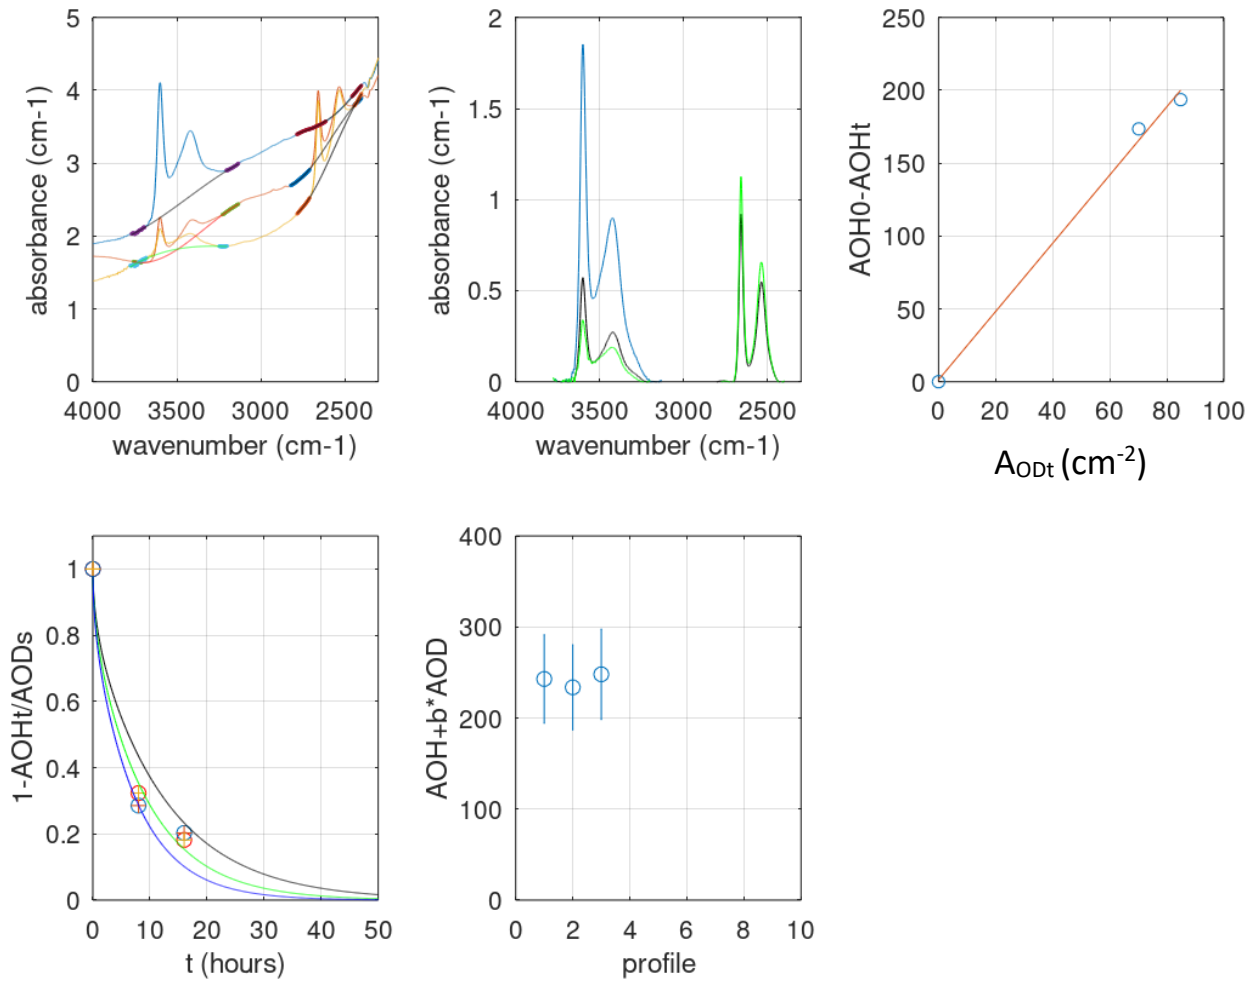 5
4
3
2
1
0
4000 3500 3000 2500
absorbance (cm-1)
wavenumber (cm-1)
2
1.5
1
0.5
0
4000 3500 3000 2500
absorbance (cm-1)
wavenumber (cm-1)
250
200
150
100
50
0
0 20 40 60 80 100
AOH0-AOHt
A_ODt (cm^-2)
1
0.8
0.6
0.4
0.2
0
0 10 20 30 40 50
1-AOHt/AODs
t (hours)
400
300
200
100
0
0 2 4 6 8 10
AOH+b*AOD
profile